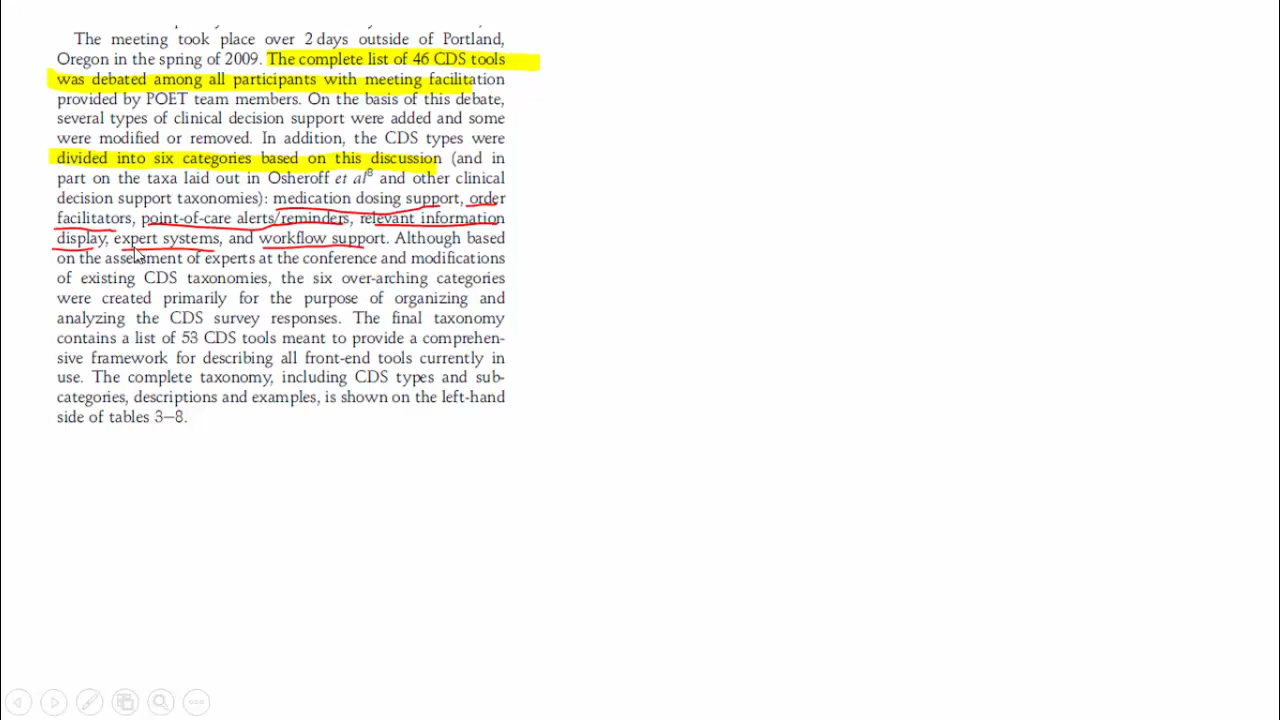 The meeting took place over 2 days outside of Portland,
Oregon in the spring of 2009. The complete list of 46 CDS tools
was debated among all participants with meeting facilitation
provided by POET team members. On the basis of this debate,
several types of clinical decision support were added and some
were modified or removed. In addition, the CDS types were
divided into six categories based on this discussion (and in
part on the taxa laid out in Osheroff et al8 and other clinical
decision support taxonomies): medication dosing support, order
facilitators, point-of-care alerts/reminders, relevant information
display, expert systems, and workflow support. Although based
on the assessment of experts at the conference and modifications
of existing CDS taxonomies, the six over-arching categories
were created primarily for the purpose of organizing and
analyzing the CDS survey responses. The final taxonomy
contains a list of 53 CDS tools meant to provide a comprehen-
sive framework for describing all front-end tools currently in
use. The complete taxonomy, including CDS types and sub-
categories, descriptions and examples, is shown on the left-hand
side of tables 3–8.